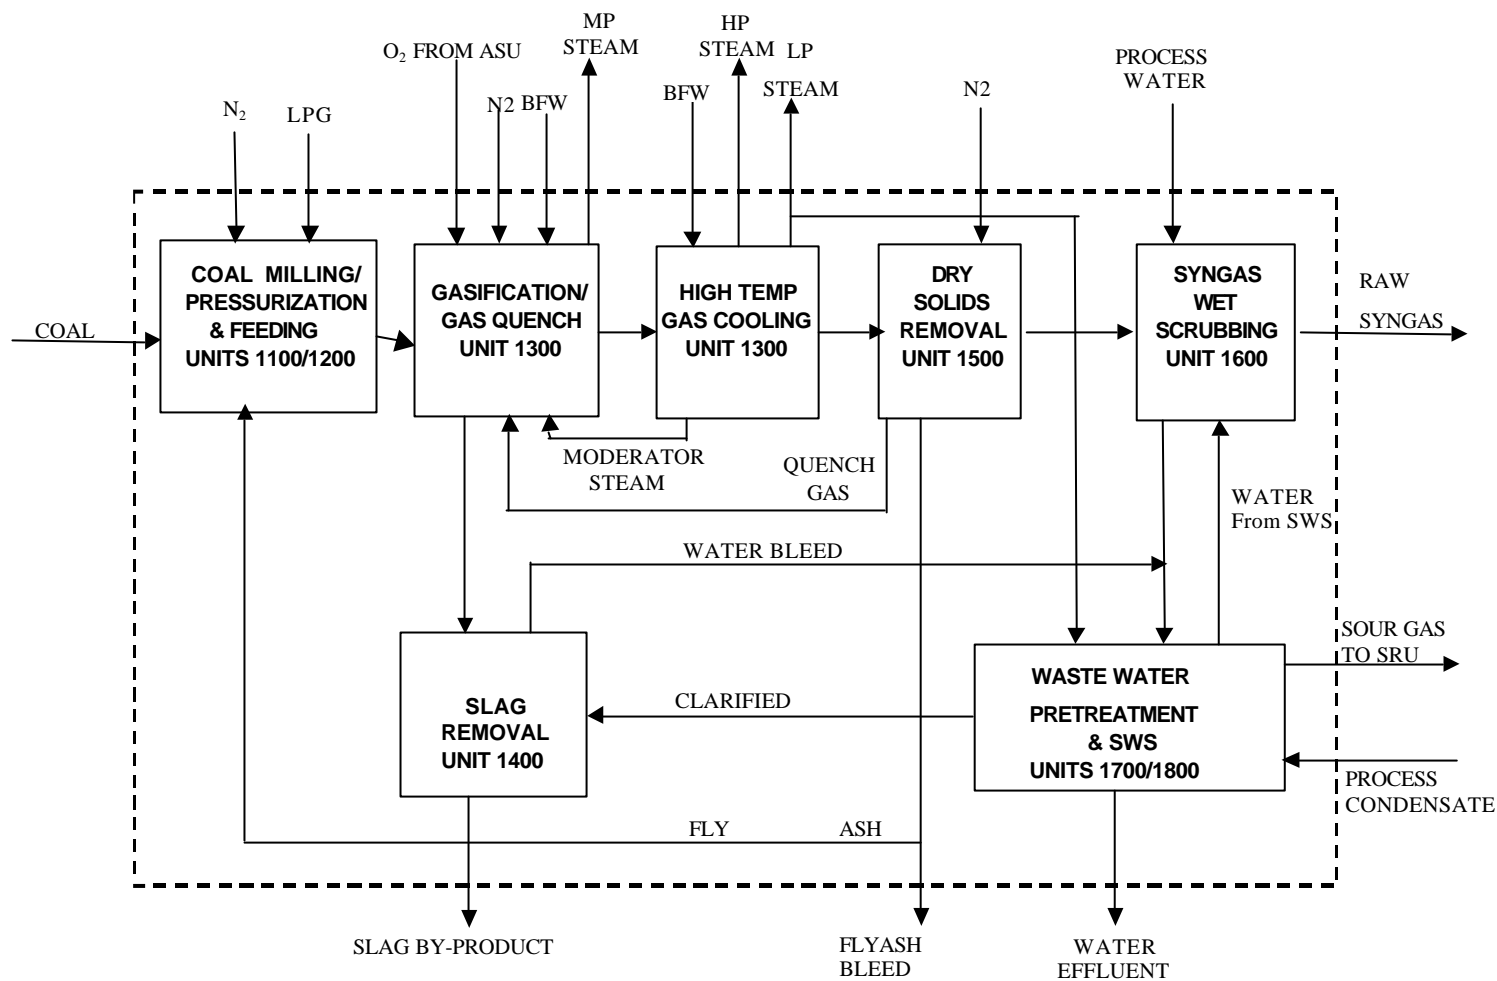 MP
STEAM
HP
STEAM LP
STEAM
O₂ FROM ASU
N2 BFW
BFW
N2
PROCESS
WATER
N₂
LPG
COAL
COAL MILLING/
PRESSURIZATION
& FEEDING
UNITS 1100/1200
GASIFICATION/
GAS QUENCH
UNIT 1300
HIGH TEMP
GAS COOLING
UNIT 1300
DRY
SOLIDS
REMOVAL
UNIT 1500
SYNGAS
WET
SCRUBBING
UNIT 1600
RAW
SYNGAS
MODERATOR
STEAM
QUENCH
GAS
WATER
From SWS
WATER BLEED
SLAG
REMOVAL
UNIT 1400
CLARIFIED
WASTE WATER
PRETREATMENT
& SWS
UNITS 1700/1800
SOUR GAS
TO SRU
PROCESS
CONDENSATE
FLY ASH
SLAG BY-PRODUCT
FLYASH
BLEED
WATER
EFFLUENT